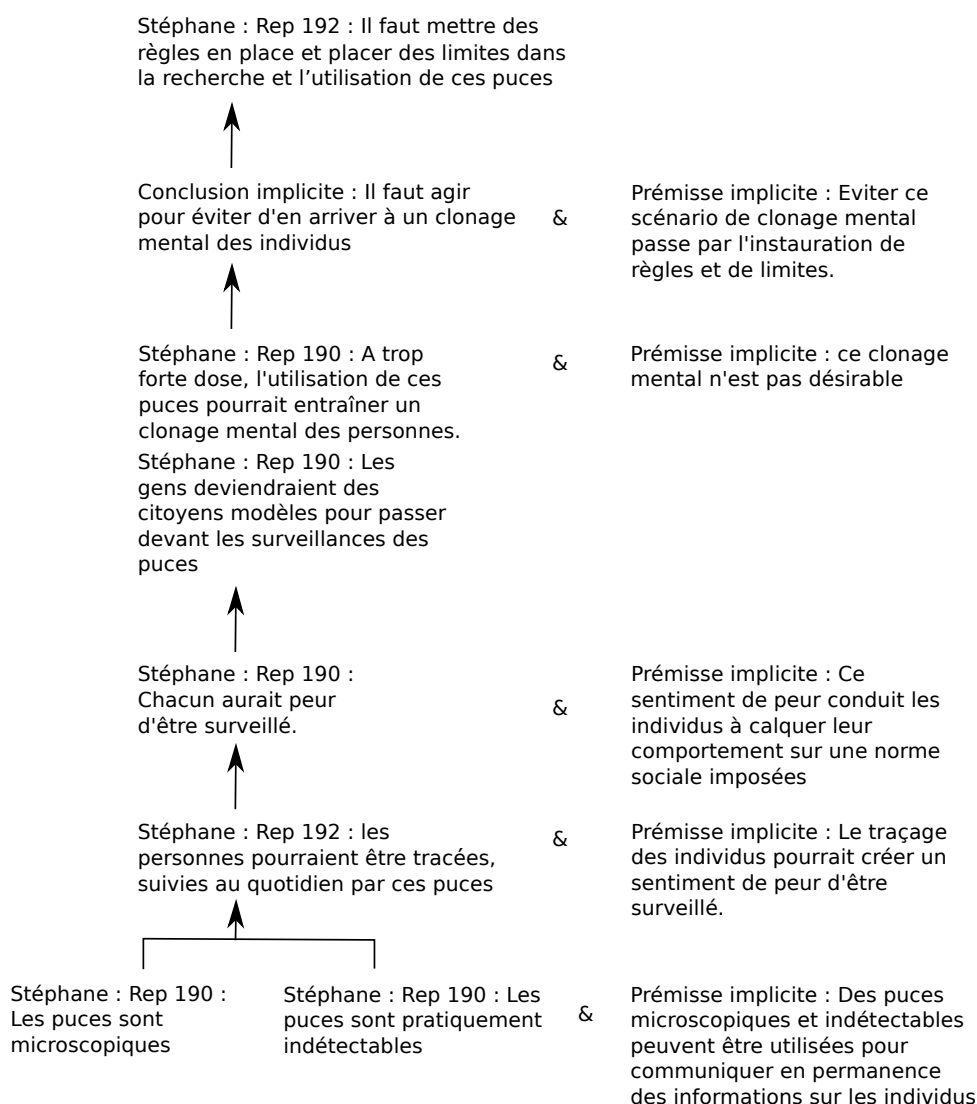 Stéphane : Rep 192 : Il faut mettre des
règles en place et placer des limites dans
la recherche et l’utilisation de ces puces
Conclusion implicite : Il faut agir
pour éviter d'en arriver à un clonage
mental des individus
&
Prémisse implicite : Eviter ce
scénario de clonage mental
passe par l'instauration de
règles et de limites.
Stéphane : Rep 190 : A trop
forte dose, l'utilisation de ces
puces pourrait entraîner un
clonage mental des personnes.
&
Prémisse implicite : ce clonage
mental n'est pas désirable
Stéphane : Rep 190 : Les
gens deviendraient des
citoyens modèles pour passer
devant les surveillances des
puces
Stéphane : Rep 190 :
Chacun aurait peur
d'être surveillé.
&
Prémisse implicite : Ce
sentiment de peur conduit les
individus à calquer leur
comportement sur une norme
sociale imposées
Stéphane : Rep 192 : les
personnes pourraient être tracées,
suivies au quotidien par ces puces
&
Prémisse implicite : Le traçage
des individus pourrait créer un
sentiment de peur d'être
surveillé.
Stéphane : Rep 190 :
Les puces sont
microscopiques
Stéphane : Rep 190 : Les
puces sont pratiquement
indétectables
&
Prémisse implicite : Des puces
microscopiques et indétectables
peuvent être utilisées pour
communiquer en permanence
des informations sur les individus